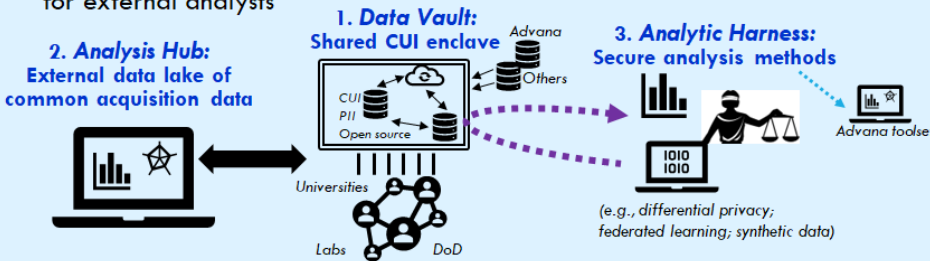 for external analysts
1. Data Vault:
Shared CUI enclave
Advana
Others
2. Analysis Hub:
External data lake of
common acquisition data
3. Analytic Harness:
Secure analysis methods
CUI
PII
Open source
Advana toolse
1010
1010
Universities
Labs
DoD
(e.g., differential privacy;
federated learning; synthetic data)